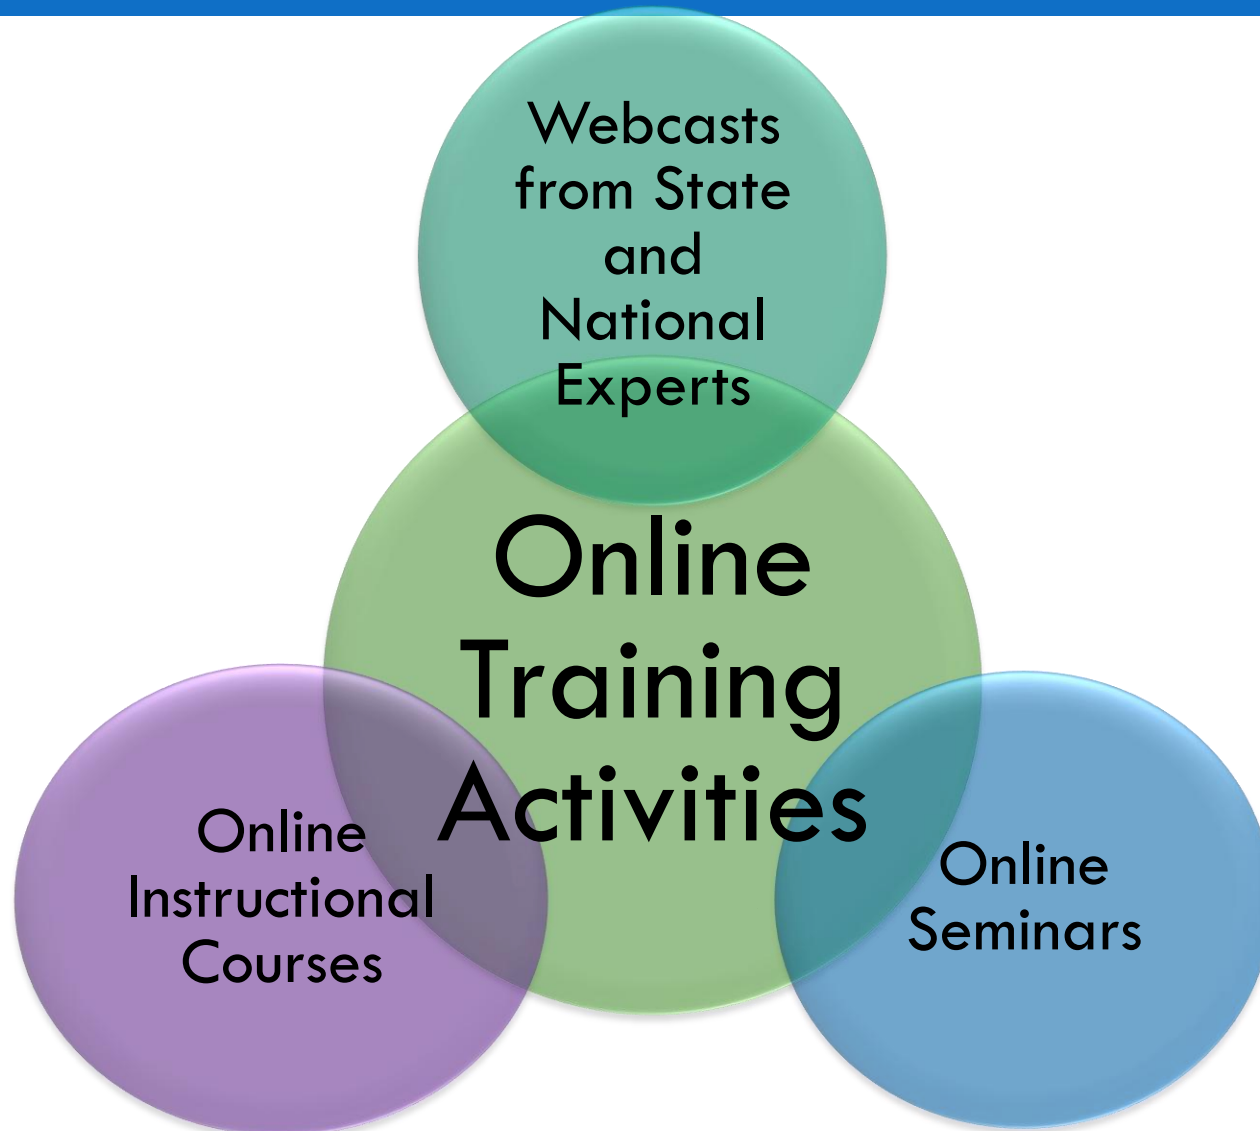 Webcasts
from State
and
National
Experts
Online
Training
Activities
Online
Instructional
Courses
Online
Seminars